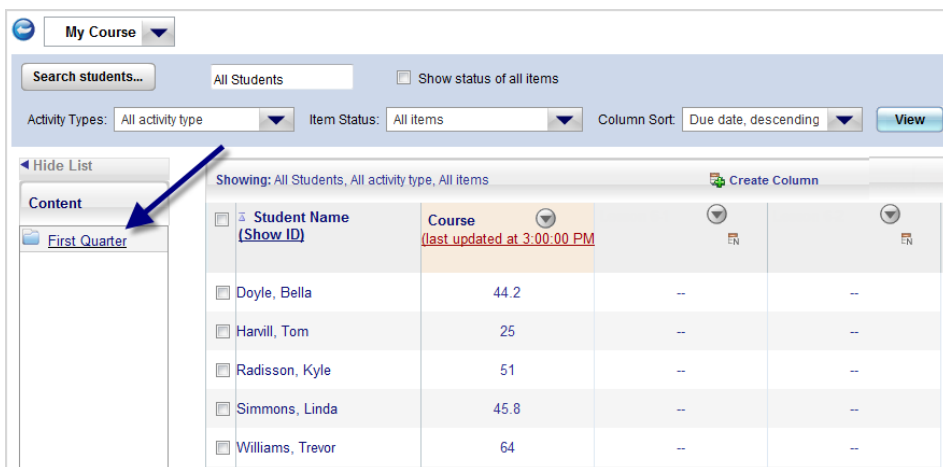 My Course
Search students... All Students Show status of all items
Activity Types: All activity type Item Status: All items Column Sort: Due date, descending View
Hide List
Content
First Quarter
Showing: All Students, All activity type, All items Create Column
Student Name Course
(Show ID) (last updated at 3:00:00 PM
EN EN
Doyle, Bella 44.2 -- --
Harvill, Tom 25 -- --
Radisson, Kyle 51 -- --
Simmons, Linda 45.8 -- --
Williams, Trevor 64 -- --